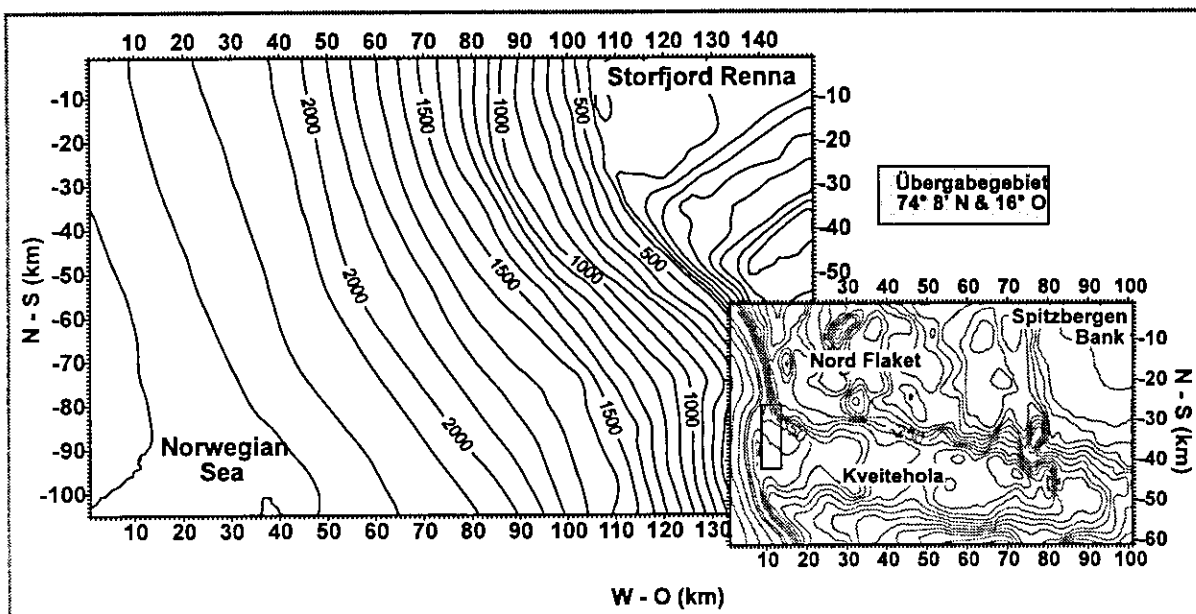 10 20 30 40 50 60 70 80 90 100 110 120 130 140
Storfjord Renna
-10 -20 -30 -40 -50 -60 -70 -80 -90 -100
N - S (km)
2000 1500 1000 500
2000 1500 1000 500
2000 1500 1000
Norwegian
Sea
-10 -20 -30 -40 -50
Übergabegebiet
74° 8' N & 16° O
30 40 50 60 70 80 90 100
Spitzbergen
Bank
Nord Flaket
Kveitehola
-10 -20 -30 -40 -50 -60
N - S (km)
10 20 30 40 50 60 70 80 90 100 110 120 130
10 20 30 40 50 60 70 80 90 100
W - O (km)